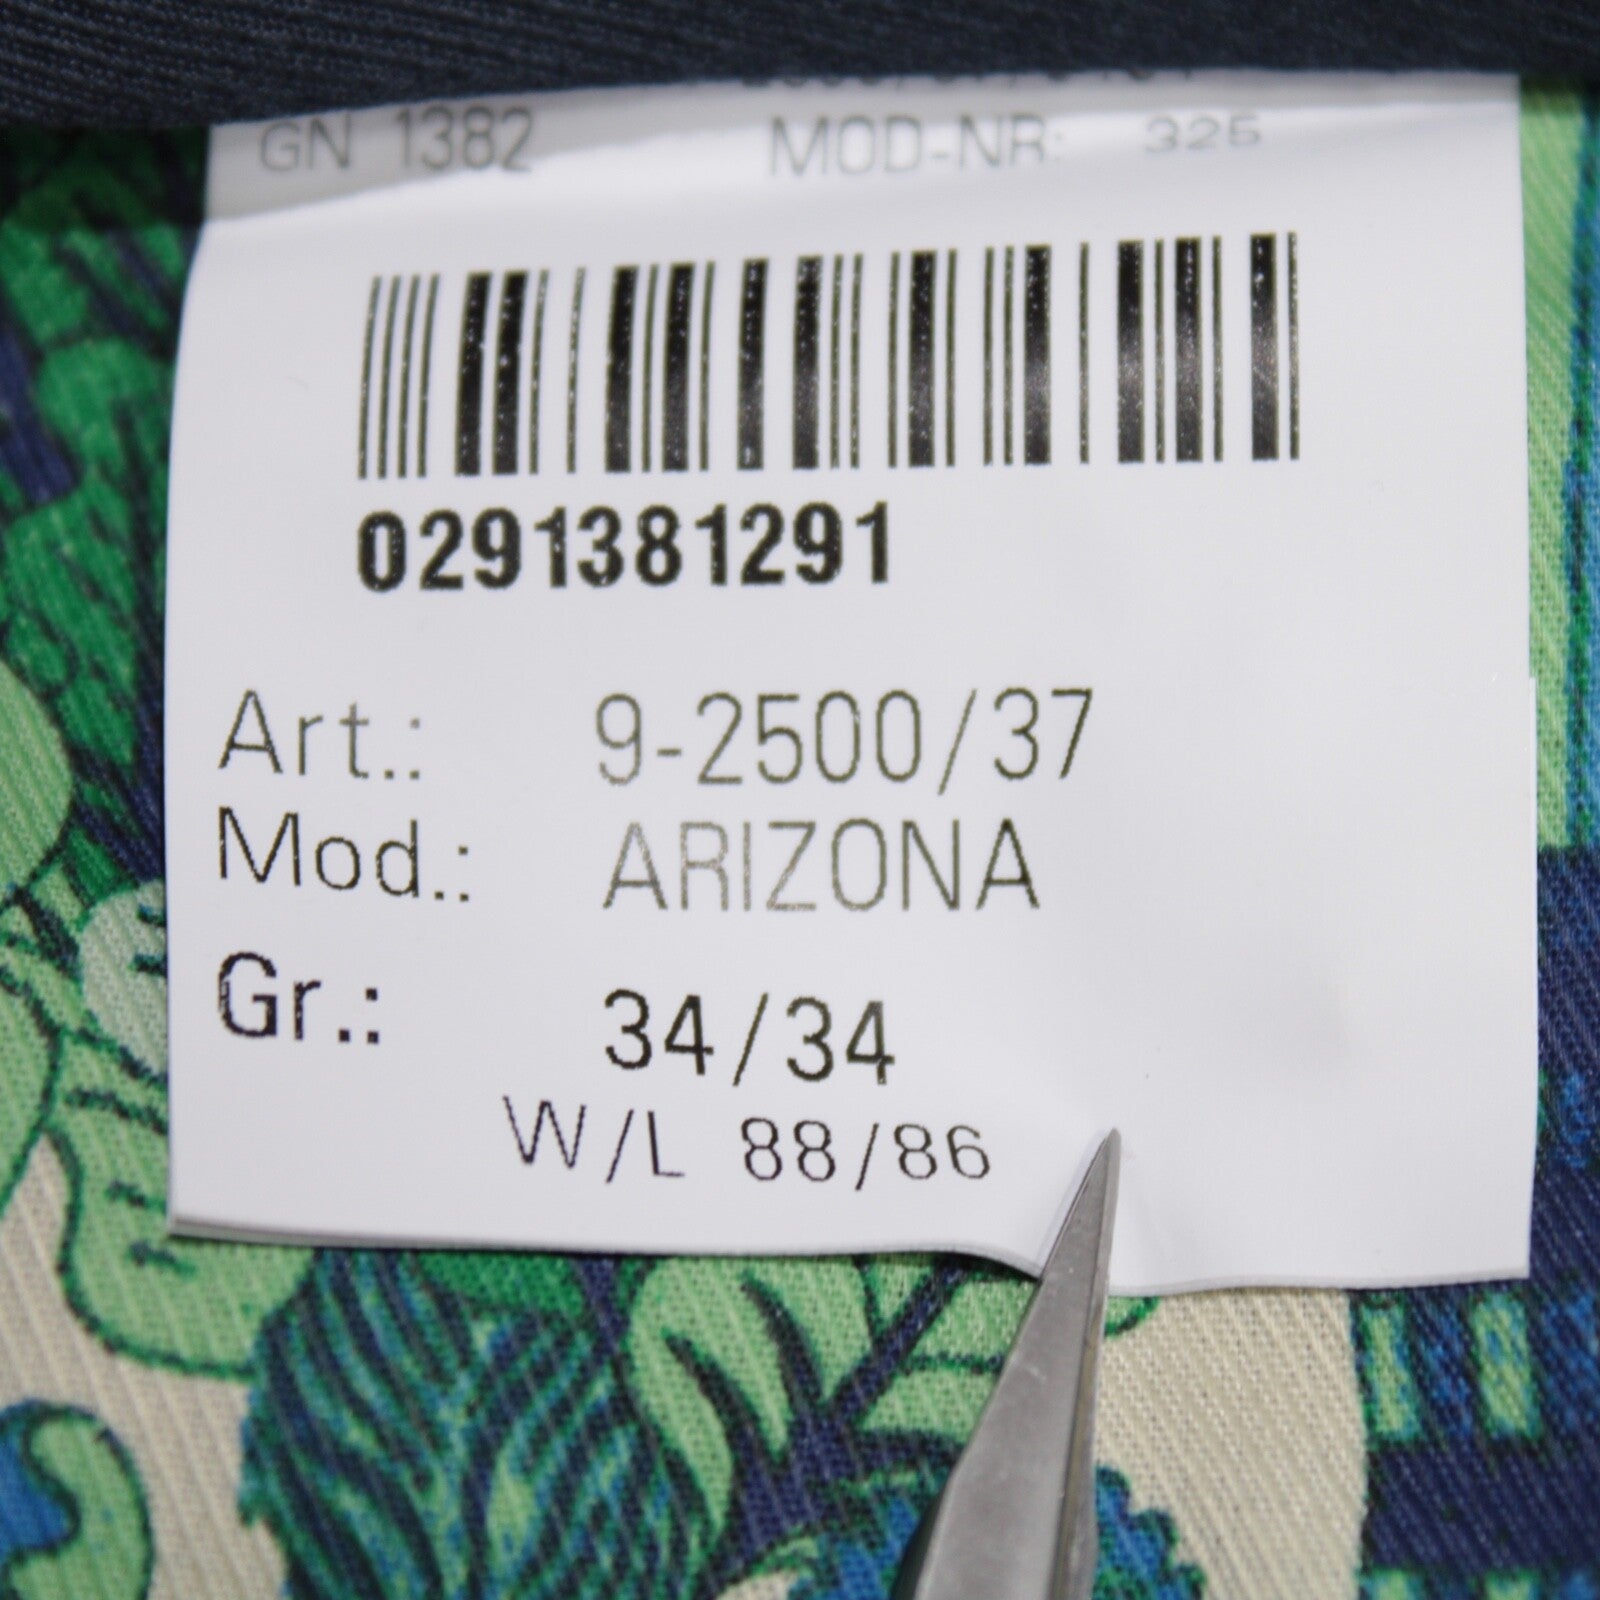 GN 1382 MOD-NR: 325
0291381291
Art.: 9-2500/37
Mod.: ARIZONA
Gr.: 34/34
W/L 88/86